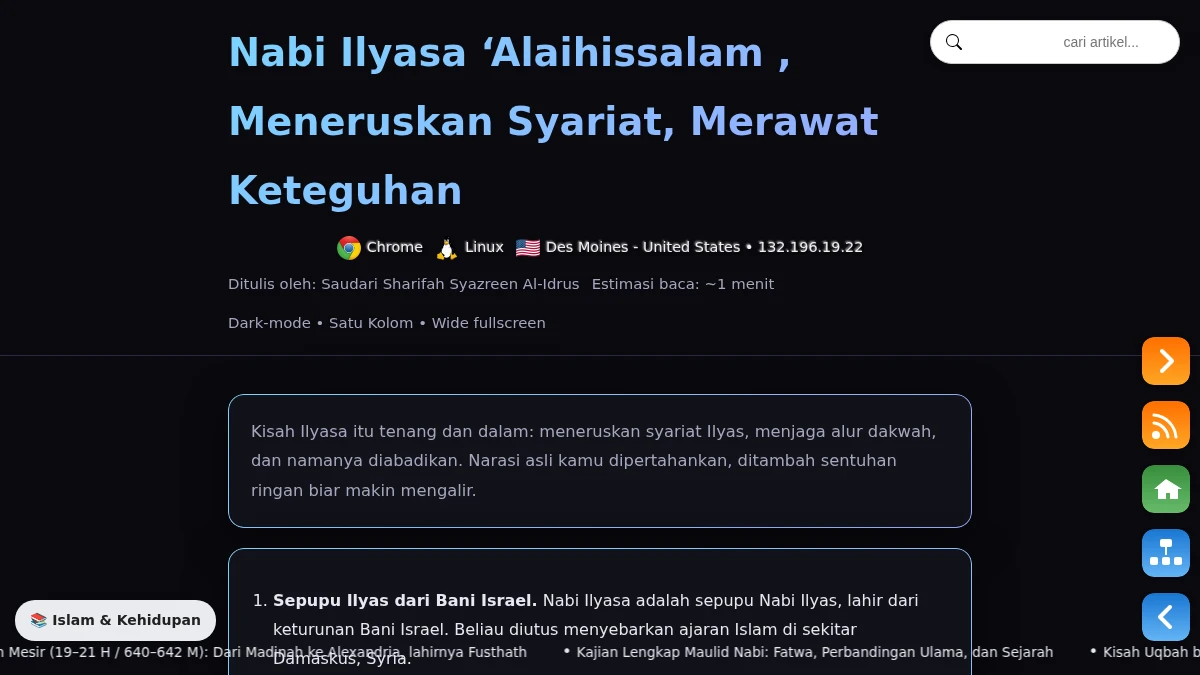 Nabi Ilyasa ‘Alaihissalam ,
Meneruskan Syariat, Merawat
Keteguhan
cari artikel...
Chrome Linux Des Moines - United States • 132.196.19.22
Ditulis oleh: Saudari Sharifah Syazreen Al-Idrus Estimasi baca: ~1 menit
Dark-mode • Satu Kolom • Wide fullscreen
Kisah Ilyasa itu tenang dan dalam: meneruskan syariat Ilyas, menjaga alur dakwah,
dan namanya diabadikan. Narasi asli kamu dipertahankan, ditambah sentuhan
ringan biar makin mengalir.
1. Sepupu Ilyas dari Bani Israel. Nabi Ilyasa adalah sepupu Nabi Ilyas, lahir dari
keturunan Bani Israel. Beliau diutus menyebarkan ajaran Islam di sekitar
Damaskus, Syria.
Islam & Kehidupan
Mesir (19–21 H / 640–642 M): Dari Madinah ke Alexandria, lahirnya Fusthath • Kajian Lengkap Maulid Nabi: Fatwa, Perbandingan Ulama, dan Sejarah • Kisah Uqbah